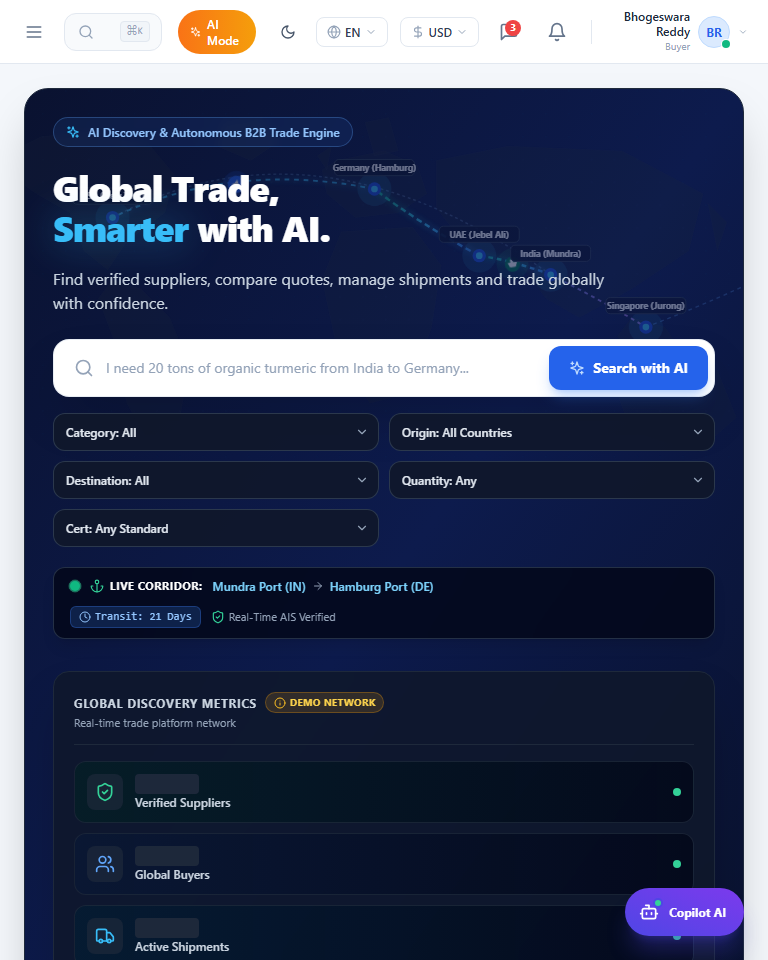 ⌘K
AI
Mode
EN
USD
3
Bhogeswara
Reddy
Buyer
BR
AI Discovery & Autonomous B2B Trade Engine
Germany (Hamburg)
Global Trade,
Smarter with AI.
UAE (Jebel Ali)
India (Mundra)
Find verified suppliers, compare quotes, manage shipments and trade globally
with confidence.
Singapore (Jurong)
I need 20 tons of organic turmeric from India to Germany...
Search with AI
Category: All
Origin: All Countries
Destination: All
Quantity: Any
Cert: Any Standard
LIVE CORRIDOR: Mundra Port (IN) → Hamburg Port (DE)
Transit: 21 Days
Real-Time AIS Verified
GLOBAL DISCOVERY METRICS
DEMO NETWORK
Real-time trade platform network
Verified Suppliers
Global Buyers
Active Shipments
Copilot AI